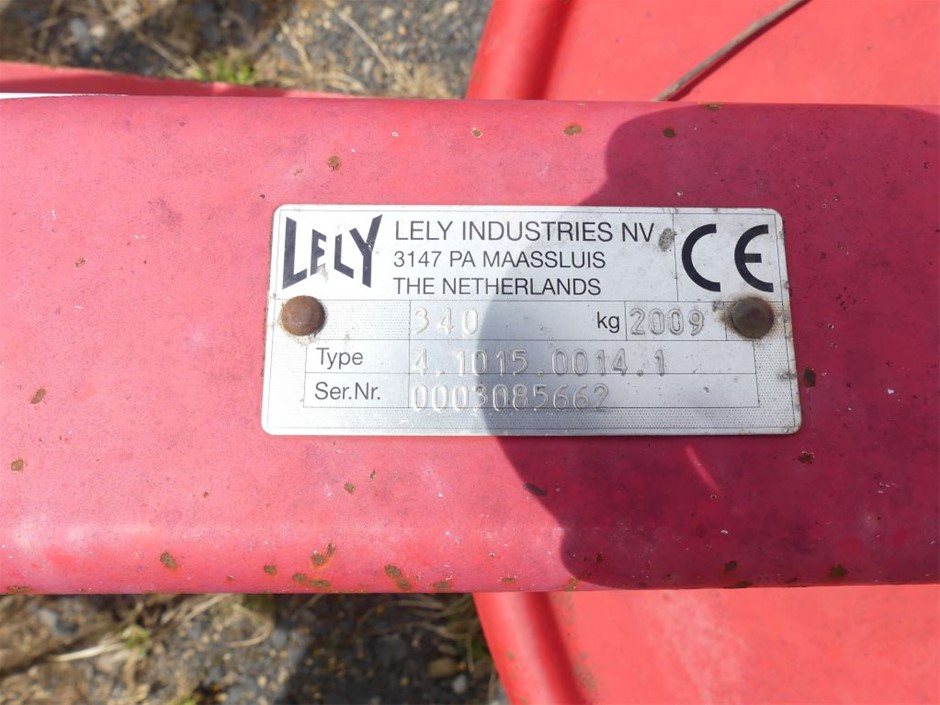 LELY
LELY INDUSTRIES NV
3147 PA MAASSLUIS
THE NETHERLANDS
CE
340 kg 2009
Type 4.1015.0014.1
Ser.Nr. 0003085662